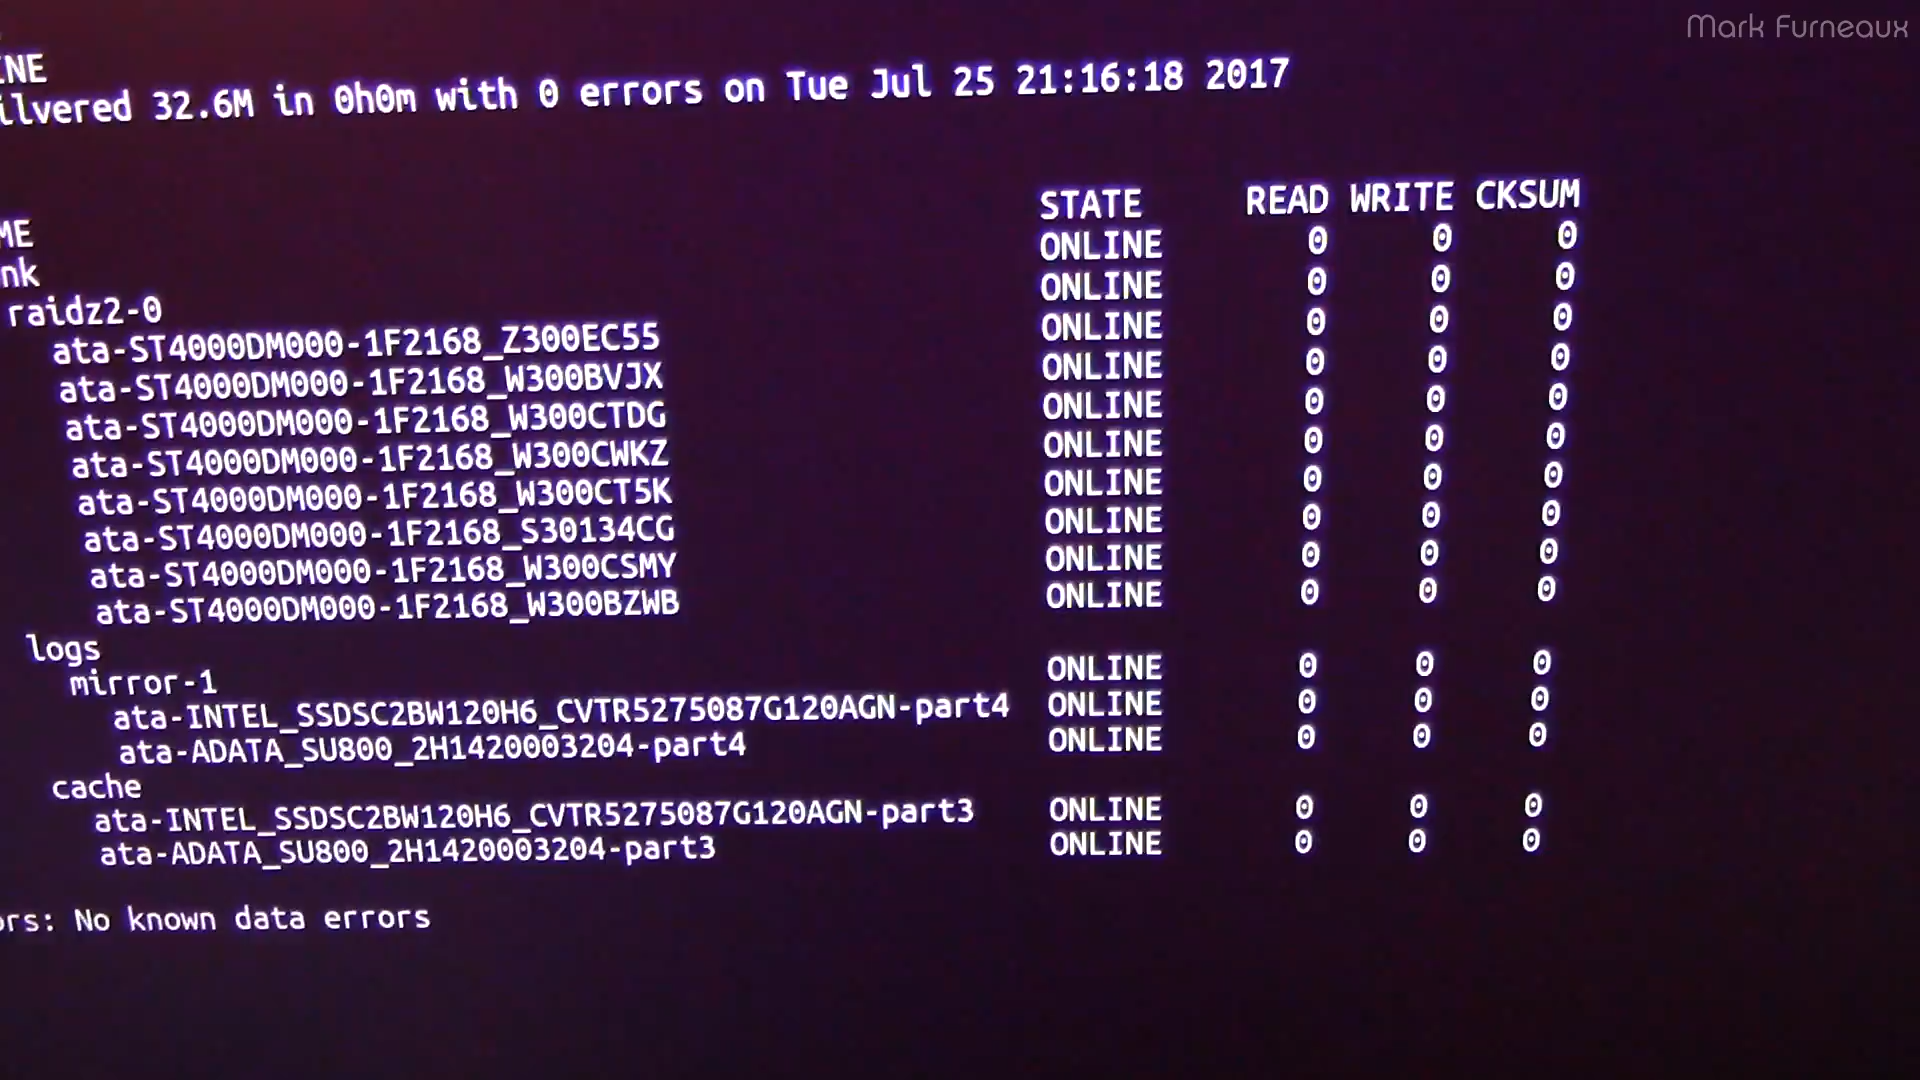 Mark Furneaux
INE
ilvered 32.6M in 0h0m with 0 errors on Tue Jul 25 21:16:18 2017
ME STATE READ WRITE CKSUM
nk ONLINE 0 0 0
raidz2-0 ONLINE 0 0 0
ata-ST4000DM000-1F2168_Z300EC55 ONLINE 0 0 0
ata-ST4000DM000-1F2168_W300BVJX ONLINE 0 0 0
ata-ST4000DM000-1F2168_W300CTDG ONLINE 0 0 0
ata-ST4000DM000-1F2168_W300CWKZ ONLINE 0 0 0
ata-ST4000DM000-1F2168_W300CT5K ONLINE 0 0 0
ata-ST4000DM000-1F2168_S30134CG ONLINE 0 0 0
ata-ST4000DM000-1F2168_W300CSMY ONLINE 0 0 0
ata-ST4000DM000-1F2168_W300BZWB ONLINE 0 0 0
logs
mirror-1 ONLINE 0 0 0
ata-INTEL_SSDSC2BW120H6_CVTR5275087G120AGN-part4 ONLINE 0 0 0
ata-ADATA_SU800_2H1420003204-part4 ONLINE 0 0 0
cache
ata-INTEL_SSDSC2BW120H6_CVTR5275087G120AGN-part3 ONLINE 0 0 0
ata-ADATA_SU800_2H1420003204-part3 ONLINE 0 0 0
ors: No known data errors